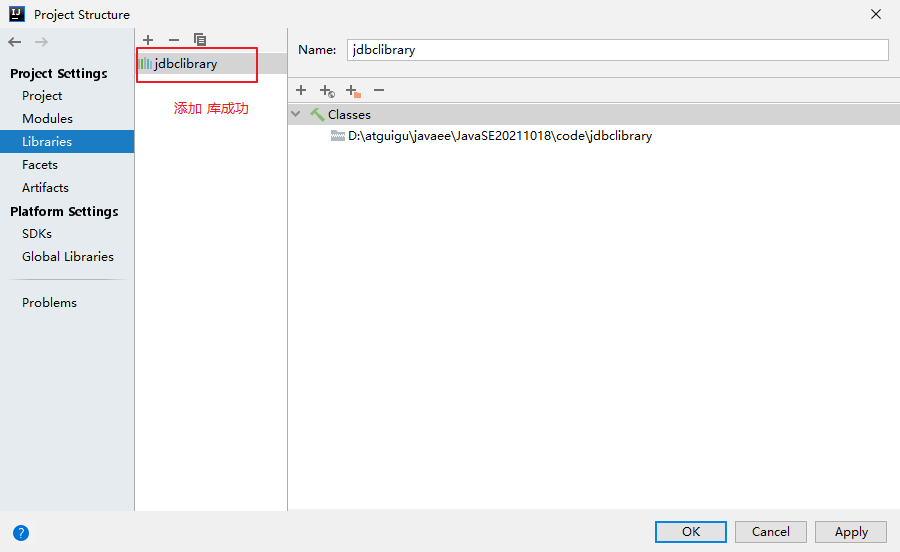 Project Structure
Project Settings
Project
Modules
Libraries
Facets
Artifacts
Platform Settings
SDKs
Global Libraries
Problems
jdbclibrary
添加 库成功
Name: jdbclibrary
Classes
D:\atguigu\javaee\JavaSE20211018\code\jdbclibrary
OK Cancel Apply